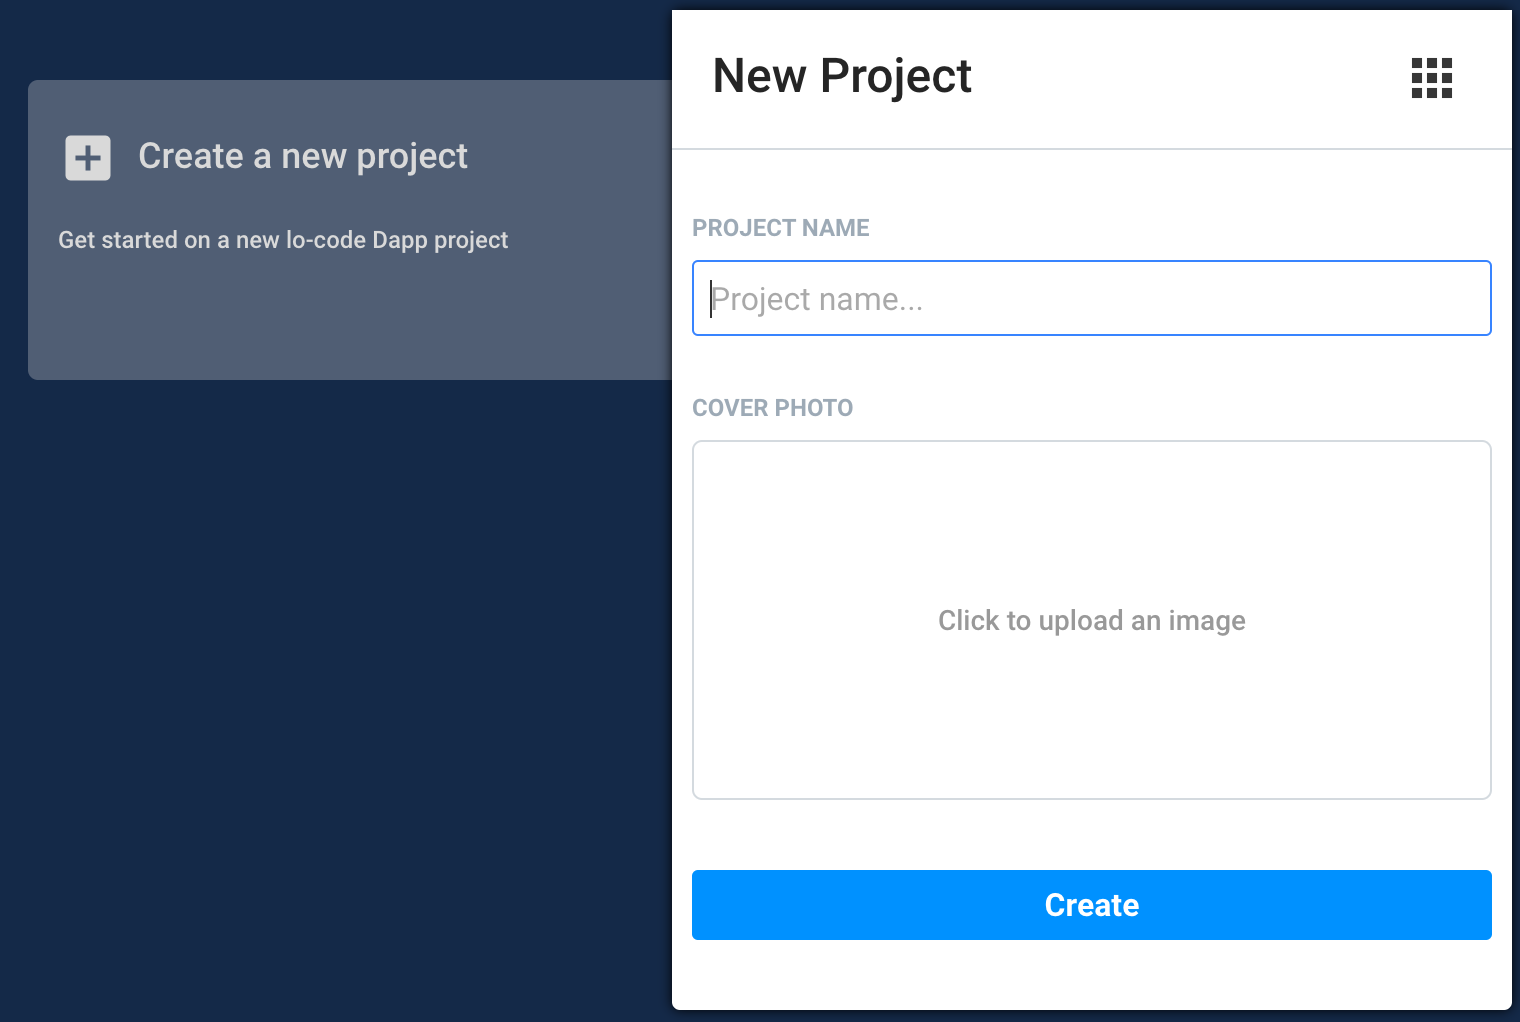 Create a new project
Get started on a new lo-code Dapp project
New Project
PROJECT NAME
Project name...
COVER PHOTO
Click to upload an image
Create